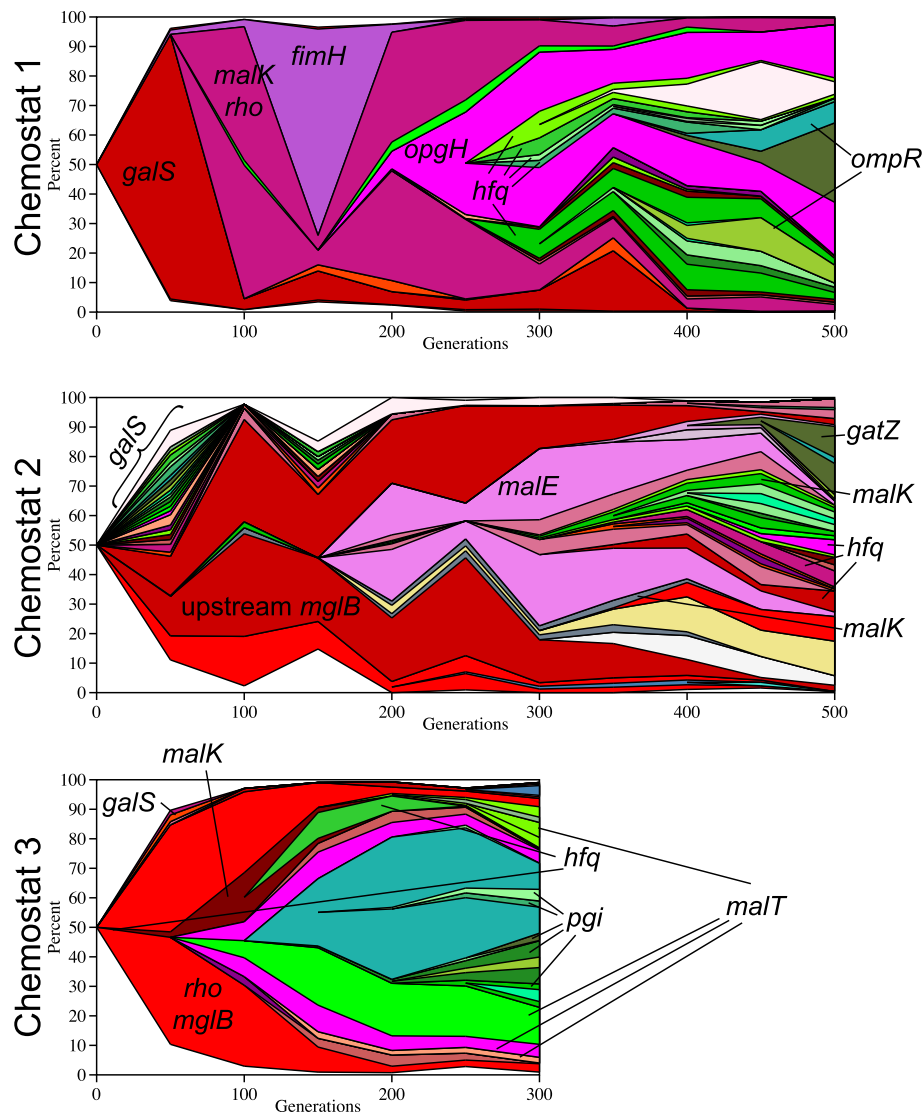 Chemostat 1
Percent
100
90
80
70
60
50
40
30
20
10
0
fimH
malK
rho
galS
opgH
hfq
ompR
0
100
200
300
400
500
Generations
Chemostat 2
Percent
100
90
80
70
60
50
40
30
20
10
0
galS
gatZ
malE
malK
hfq
upstream mglB
malK
0
100
200
300
400
500
Generations
Chemostat 3
Percent
malK
100
90
80
70
60
50
40
30
20
10
0
galS
hfq
pgi
malT
rho
mglB
0
100
200
300
Generations